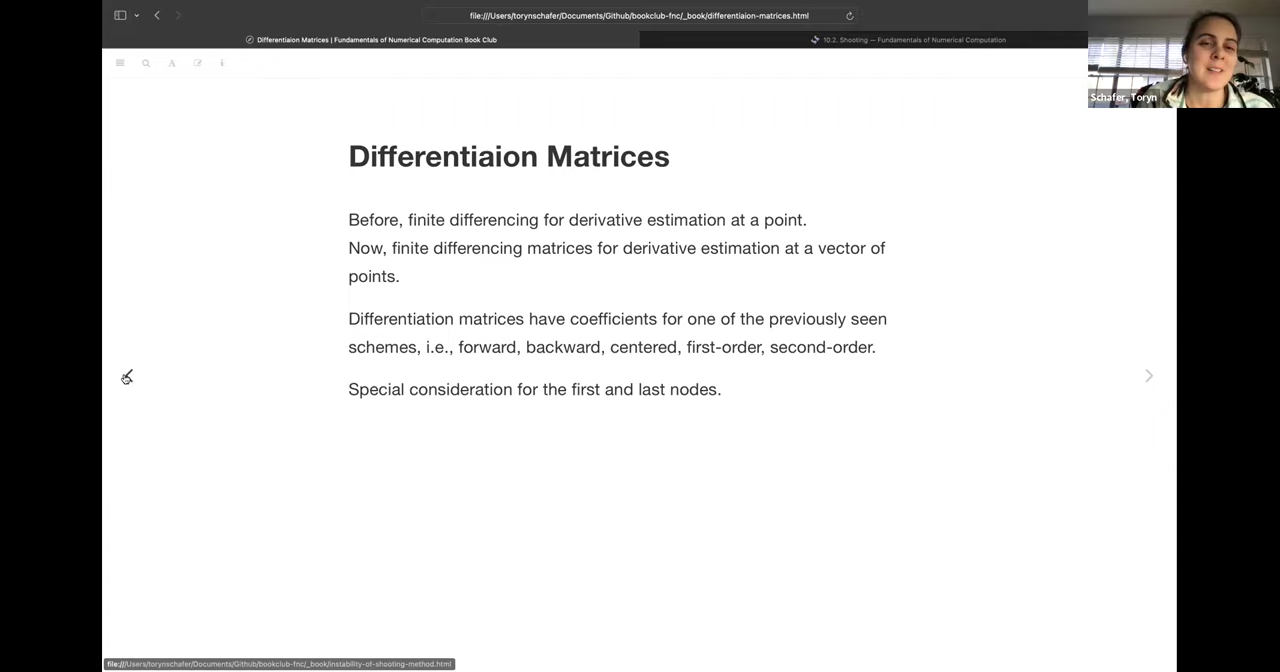 file:///Users/torynschafer/Documents/Github/bookclub-fnc/_book/differentiaion-matrices.html
Differentiaion Matrices | Fundamentals of Numerical Computation Book Club
10.2. Shooting — Fundamentals of Numerical Computation
A
i
Schafer, Toryn
Differentiaion Matrices
Before, finite differencing for derivative estimation at a point.
Now, finite differencing matrices for derivative estimation at a vector of
points.
Differentiation matrices have coefficients for one of the previously seen
schemes, i.e., forward, backward, centered, first-order, second-order.
Special consideration for the first and last nodes.
file:///Users/torynschafer/Documents/Github/bookclub-fnc/_book/instability-of-shooting-method.html